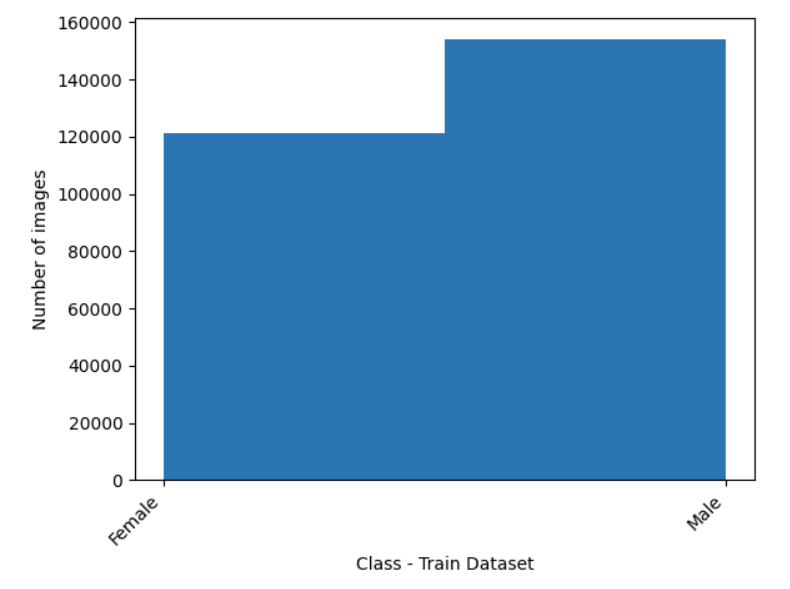 160000
140000
120000
100000
80000
60000
40000
20000
0
Number of images
Female
Male
Class - Train Dataset